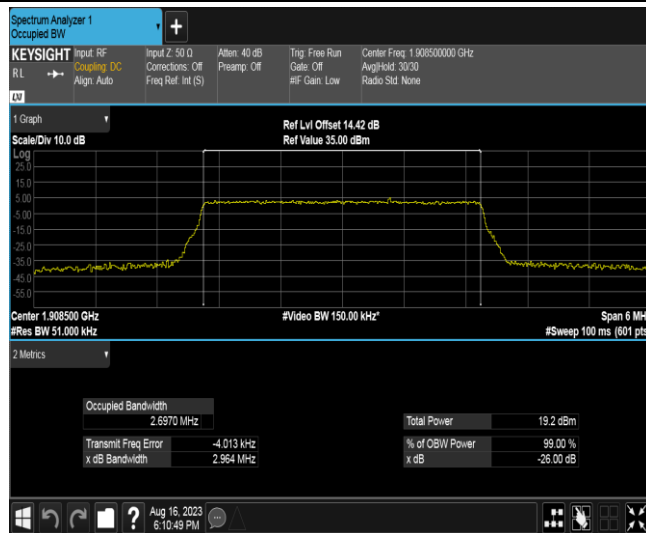 Spectrum Analyzer 1
Occupied BW
+
KEYSIGHT
RL
Input: RF
Coupling: DC
Align: Auto
Input Z: 50 Ω
Corrections: Off
Freq Ref: Int (S)
Atten: 40 dB
Preamp: Off
Trig: Free Run
Gate: Off
#IF Gain: Low
Center Freq: 1.908500000 GHz
Avg|Hold: 30/30
Radio Std: None
LXI
1 Graph
Scale/Div 10.0 dB
Ref Lvl Offset 14.42 dB
Ref Value 35.00 dBm
Log
25.0
15.0
5.00
-5.00
-15.0
-25.0
-35.0
-45.0
-55.0
Center 1.908500 GHz
#Video BW 150.00 kHz*
Span 6 MH
#Res BW 51.000 kHz
#Sweep 100 ms (601 pts
2 Metrics
Occupied Bandwidth
2.6970 MHz
Total Power 19.2 dBm
Transmit Freq Error -4.013 kHz
% of OBW Power 99.00 %
x dB Bandwidth 2.964 MHz
x dB -26.00 dB
?
Aug 16, 2023
6:10:49 PM